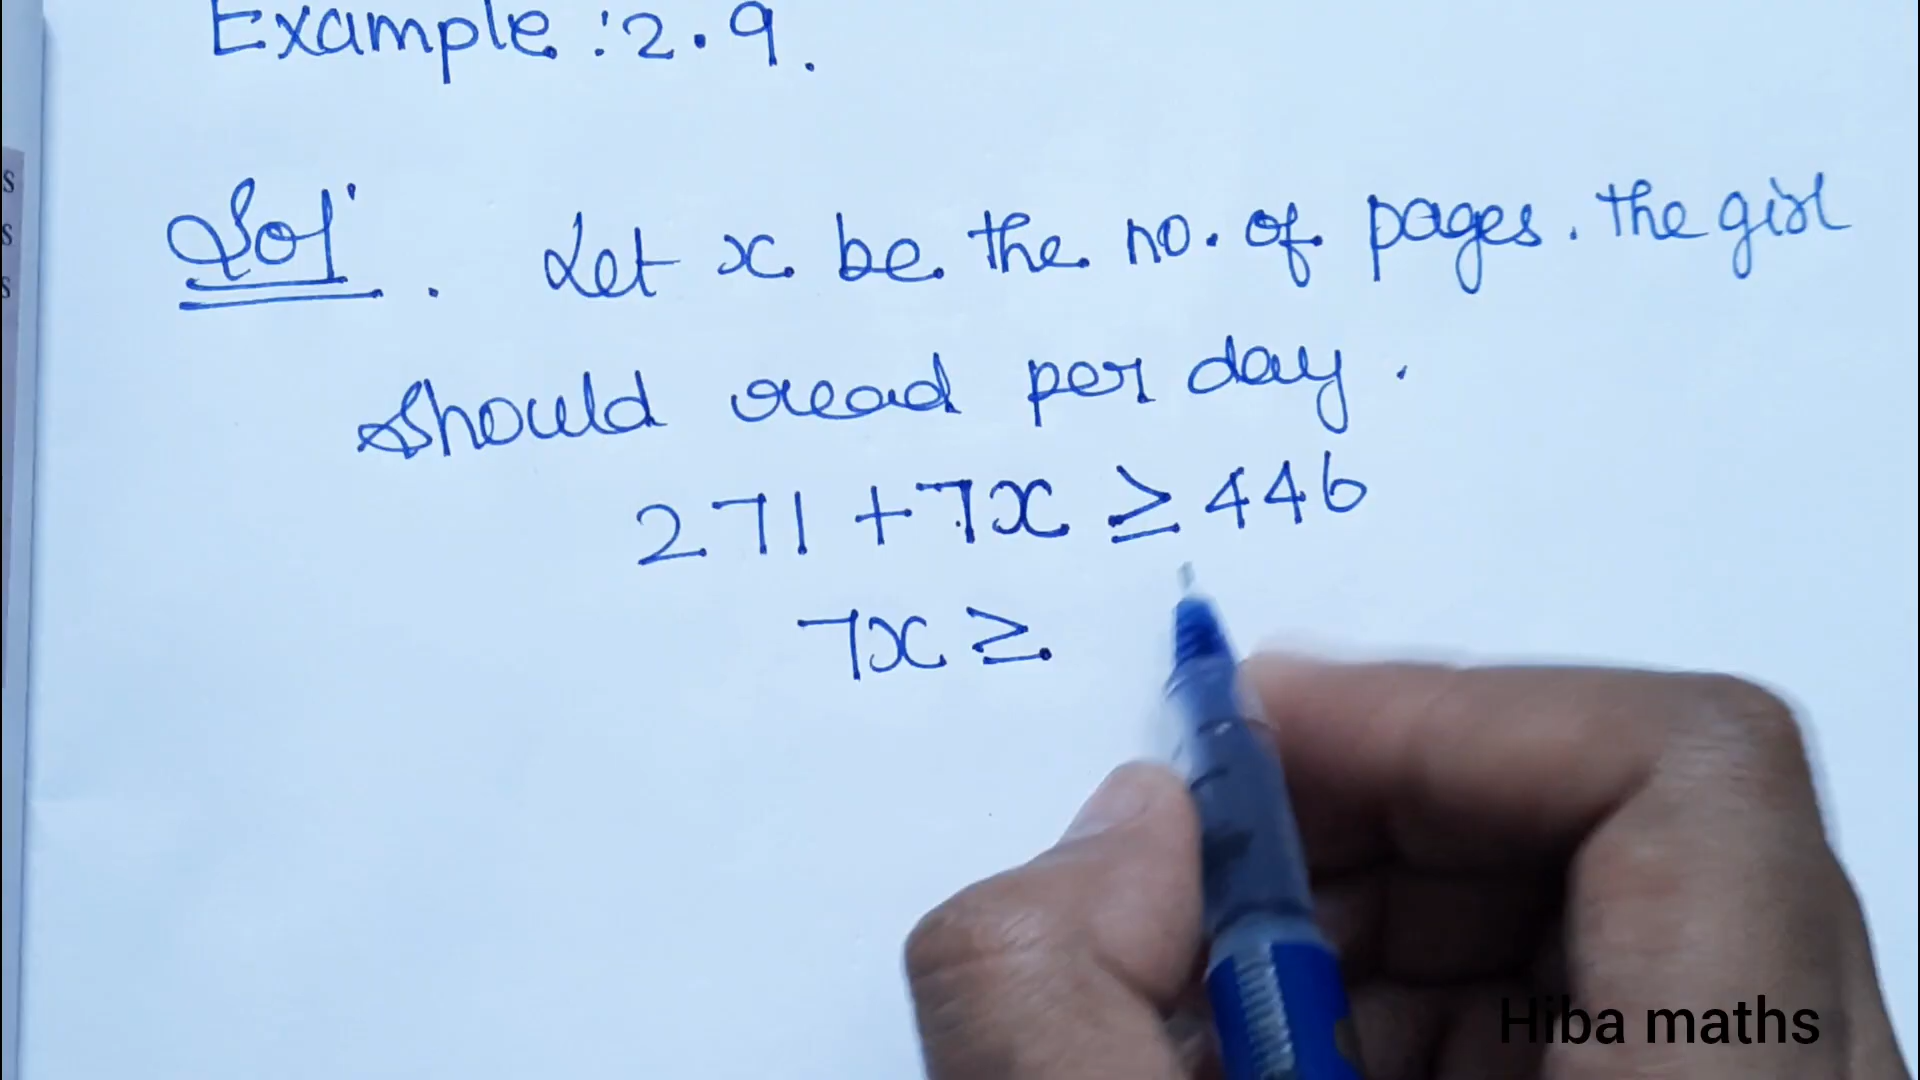 Example : 2.9.
Sol. Let x be the no. of pages. the girl
should read per day.
271 + 7x ≥ 446
7x ≥
Hiba maths
s
s
s